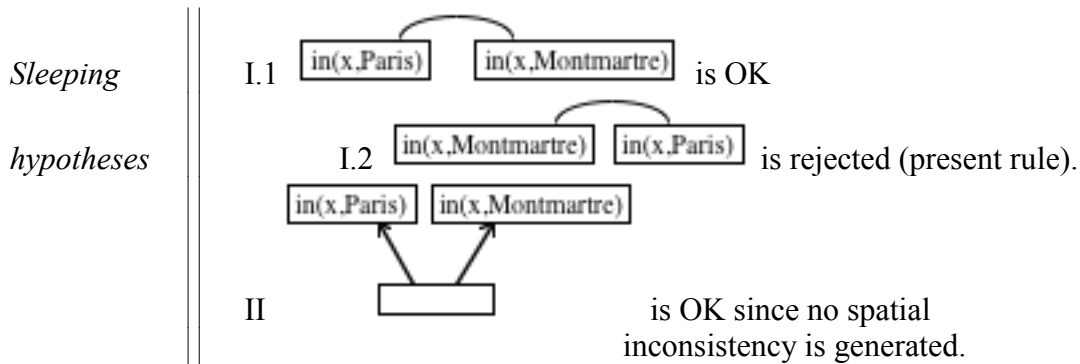 Sleeping I.1 in(x,Paris) in(x,Montmartre) is OK
hypotheses I.2 in(x,Montmartre) in(x,Paris) is rejected (present rule).
in(x,Paris) in(x,Montmartre)
II is OK since no spatial
inconsistency is generated.